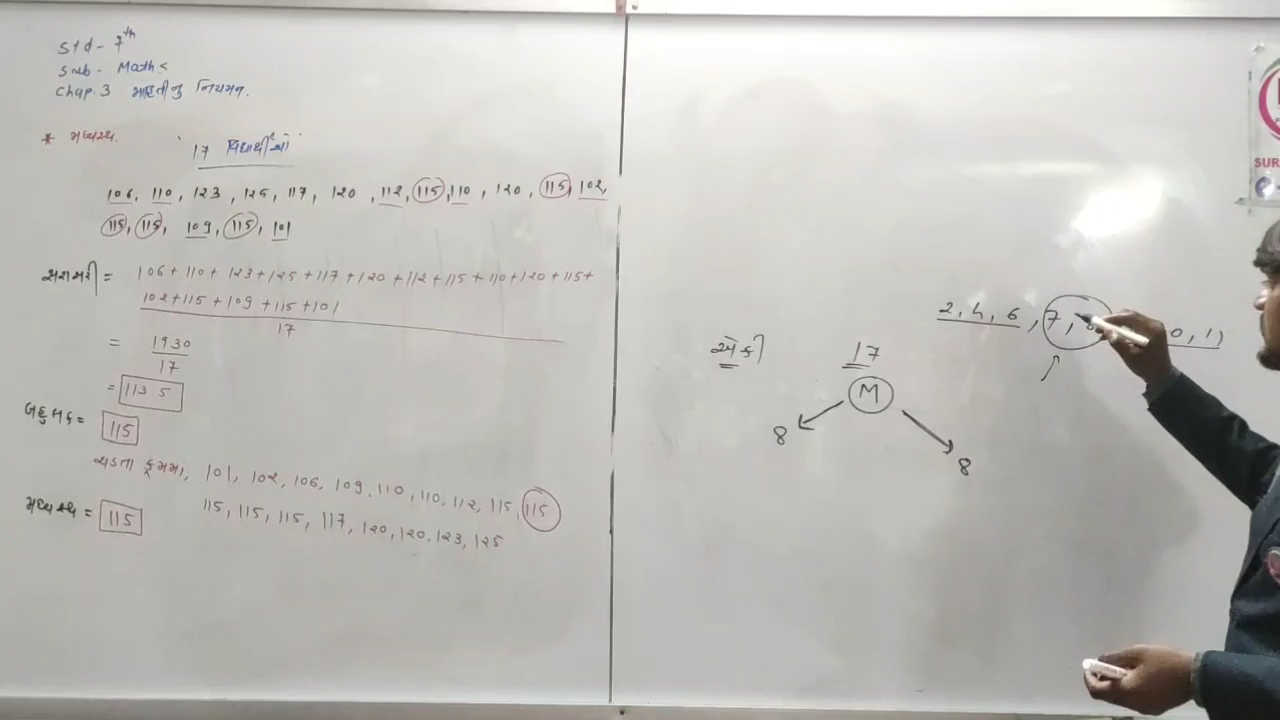 Std - 7th
Sub - Maths
Chap. 3 માહિતીનું નિયમન.
* મધ્યસ્થ.
17 વિદ્યાર્થીઓ
106, 110, 123, 125, 117, 120, 112, 115, 110, 120, 115, 102,
115, 115, 109, 115, 101
સરાસરી = 106 + 110 + 123 + 125 + 117 + 120 + 112 + 115 + 110 + 120 + 115 +
102 + 115 + 109 + 115 + 101
17
= 1930
17
= 113.5
બહુલક = 115
ચડતા ક્રમમાં, 101, 102, 106, 109, 110, 110, 112, 115, 115
મધ્યસ્થ = 115
115, 115, 115, 117, 120, 120, 123, 125
2, 4, 6, 7,
0, 1)
એકી
17
M
8
8
SUR